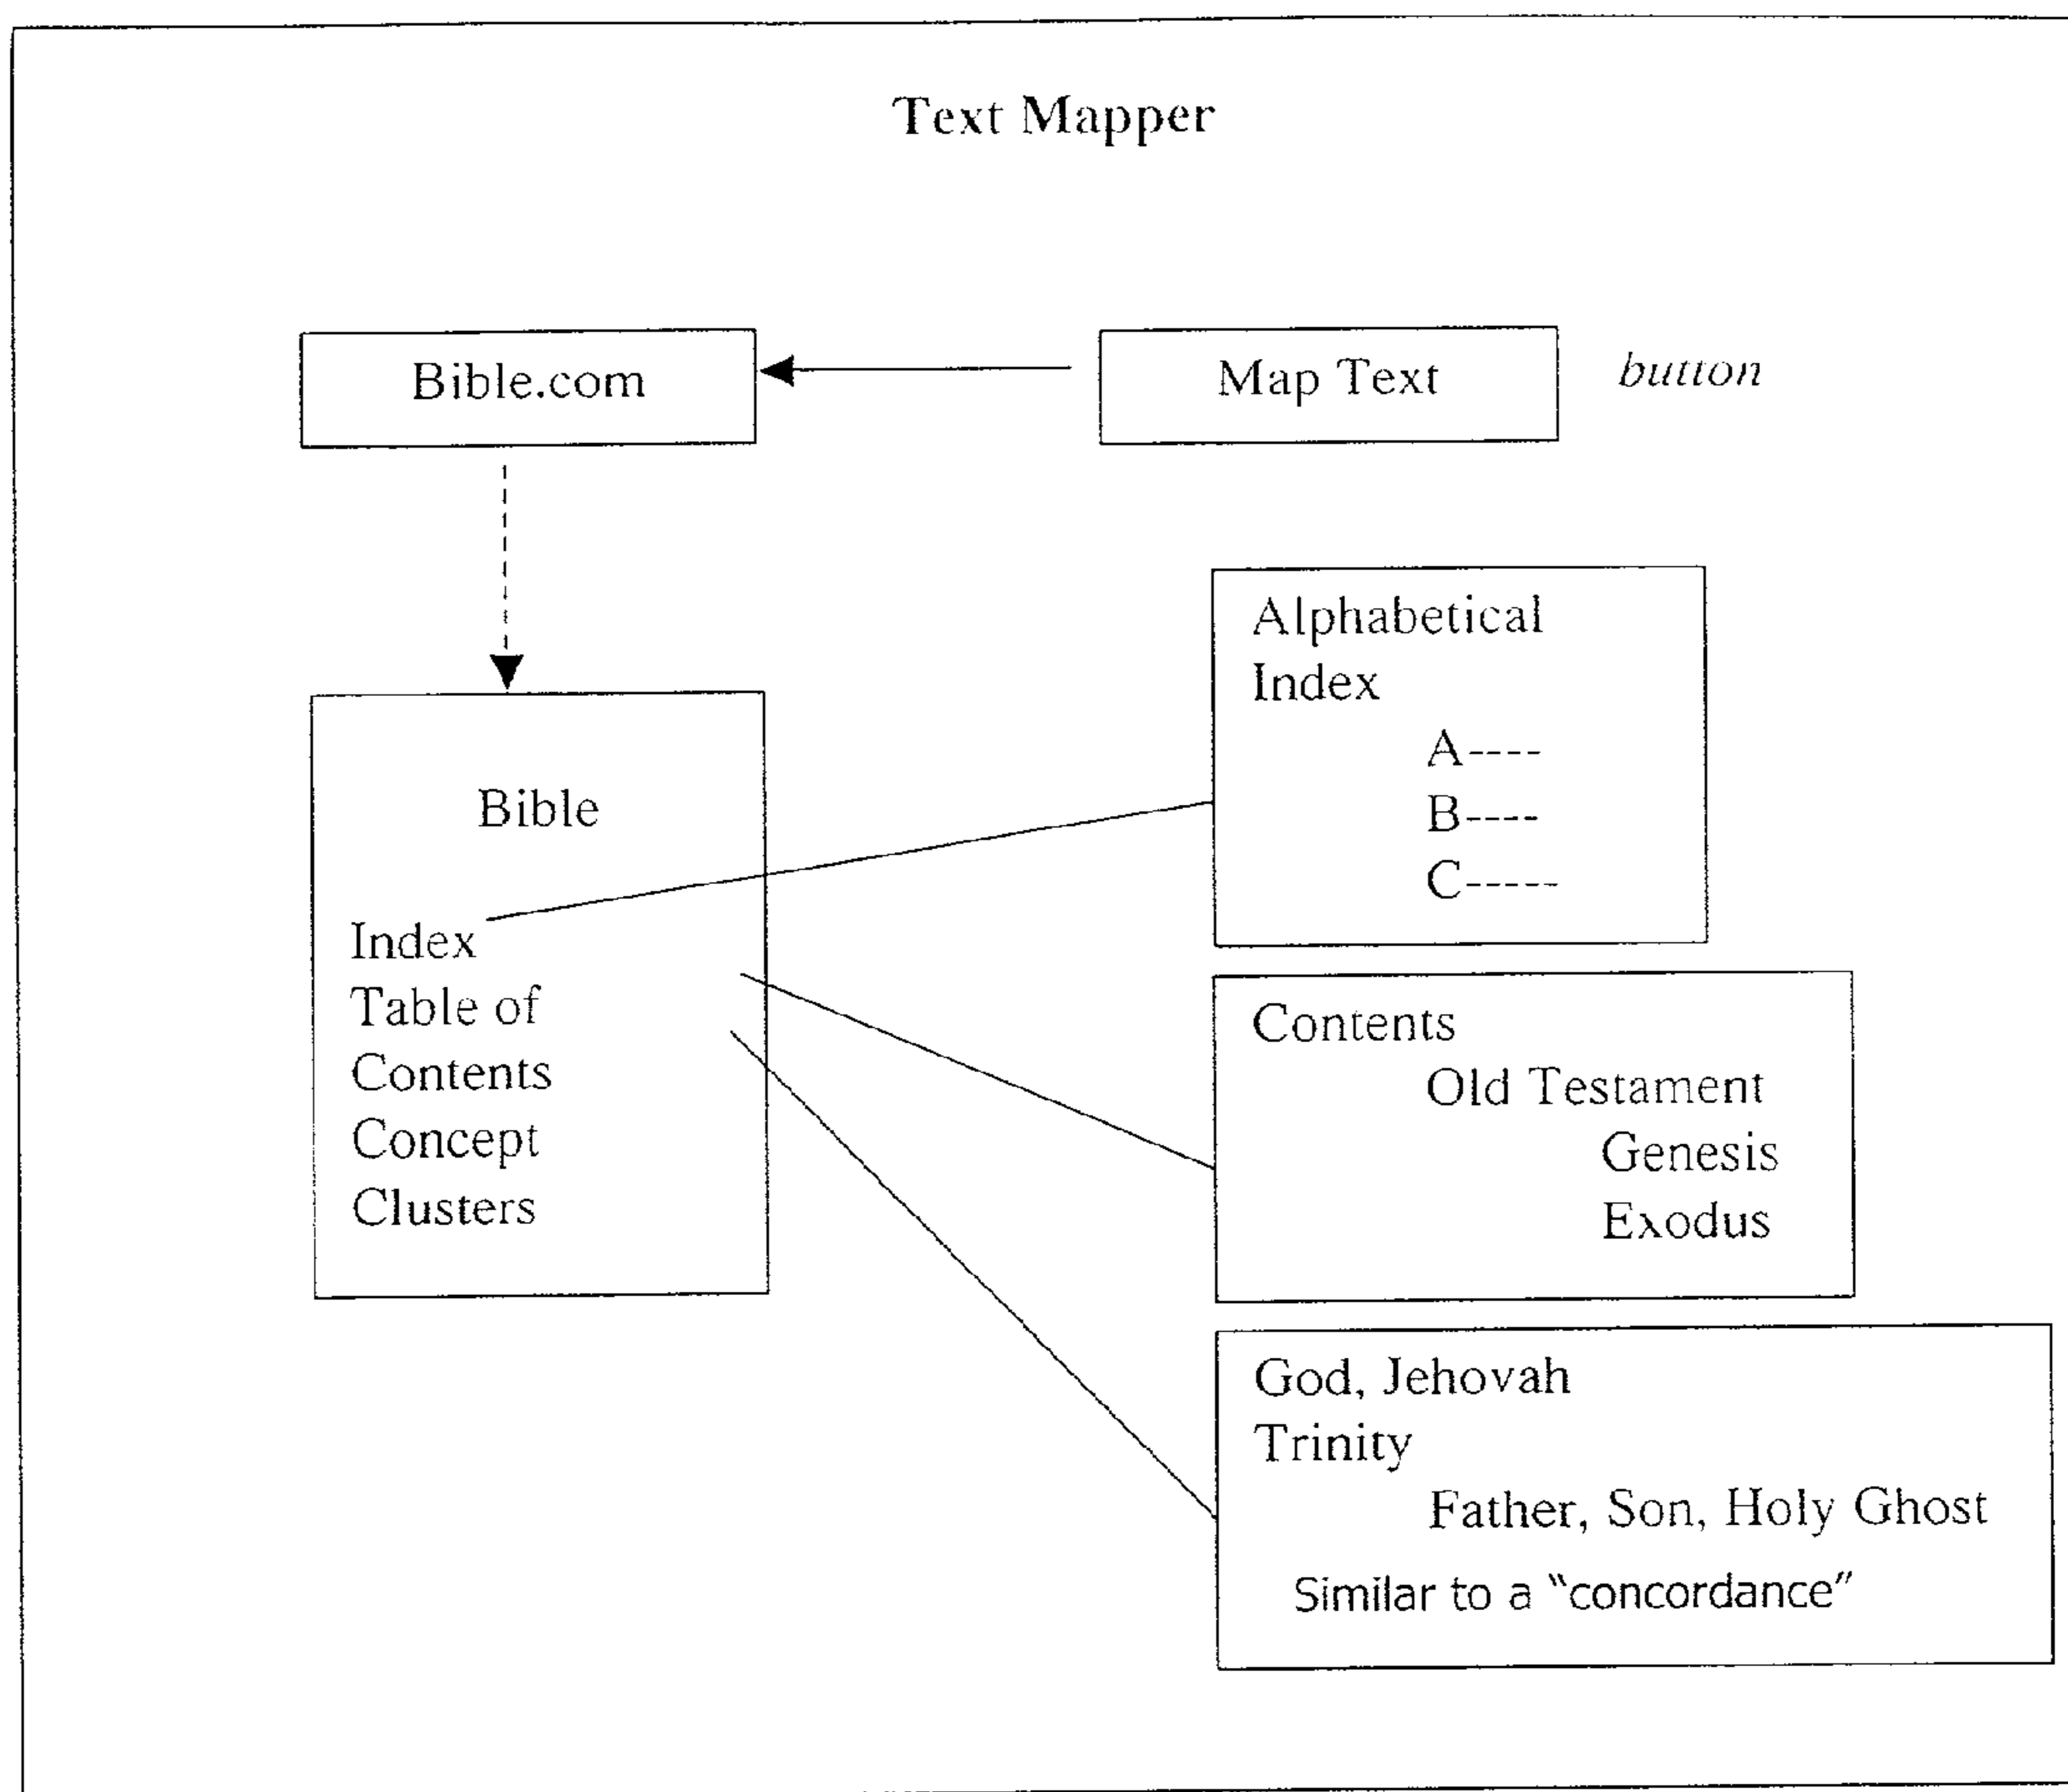 Text Mapper
Bible.com
Map Text
button
Bible
Index
Table of
Contents
Concept
Clusters
Alphabetical
Index
A----
B----
C-----
Contents
Old Testament
Genesis
Exodus
God, Jehovah
Trinity
Father, Son, Holy Ghost
Similar to a “concordance”